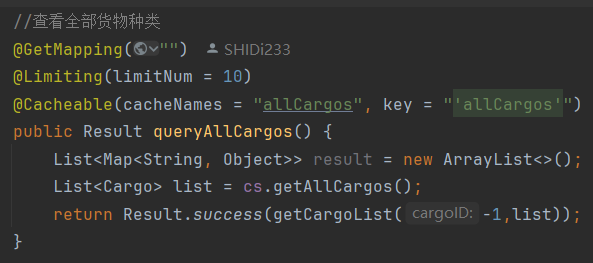 //查看全部货物种类
@GetMapping("") SHIDi233
@Limiting(limitNum = 10)
@Cacheable(cacheNames = "allCargos", key = "'allCargos'")
public Result queryAllCargos() {
List<Map<String, Object>> result = new ArrayList<>();
List<Cargo> list = cs.getAllCargos();
return Result.success(getCargoList( cargoID: -1,list));
}